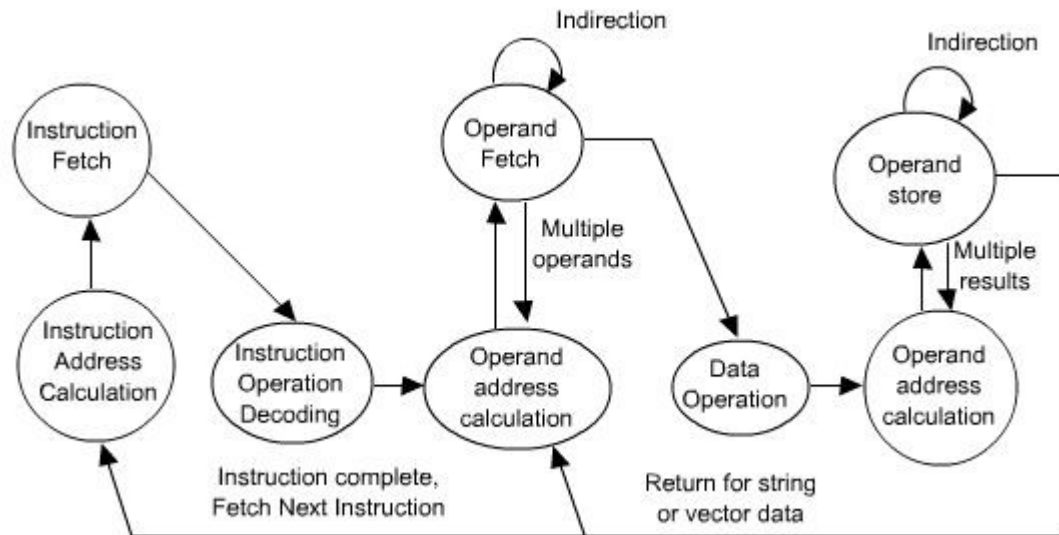 Indirection
Indirection
Instruction
Fetch
Operand
Fetch
Operand
store
Multiple
operands
Multiple
results
Instruction
Address
Calculation
Instruction
Operation
Decoding
Operand
address
calculation
Data
Operation
Operand
address
calculation
Instruction complete,
Fetch Next Instruction
Return for string
or vector data